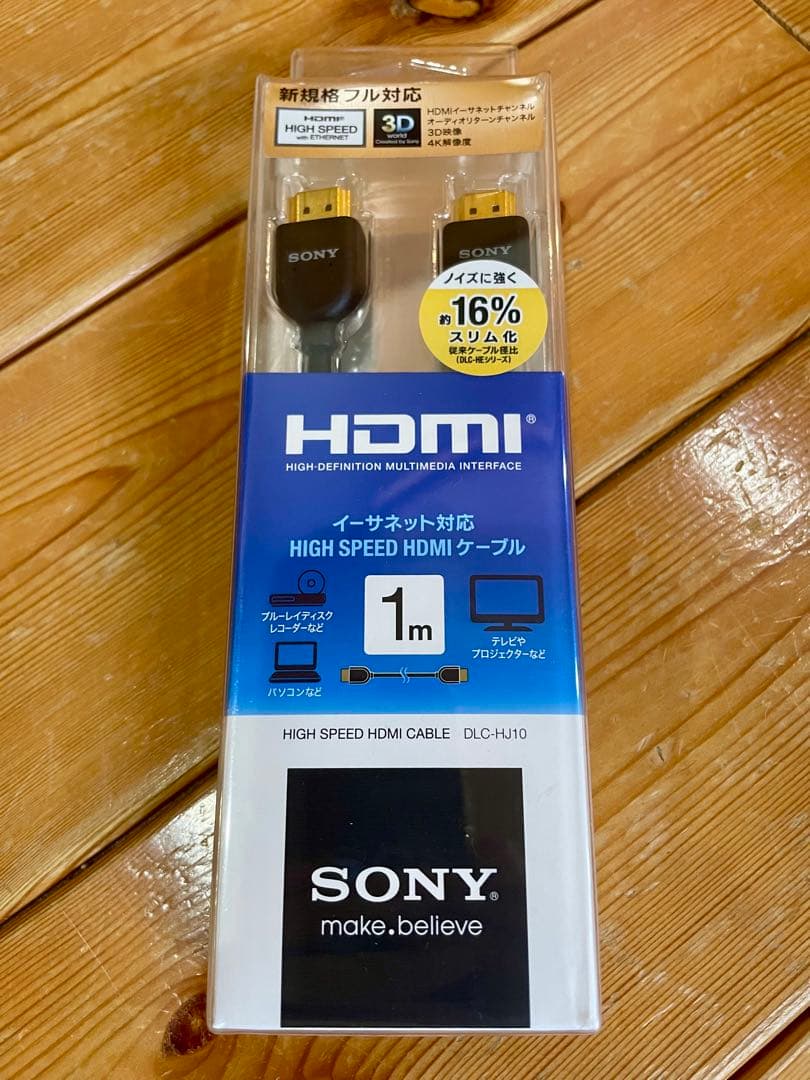 新規格フル対応
HDMI
HIGH SPEED
with ETHERNET
3D
world
Created by Sony
HDMIイーサネットチャンネル
オーディオリターンチャンネル
3D映像
4K解像度
SONY
SONY
ノイズに強く
約16%
スリム化
従来ケーブル径比
(DLC-HEシリーズ)
HDMI®
HIGH-DEFINITION MULTIMEDIA INTERFACE
イーサネット対応
HIGH SPEED HDMI ケーブル
ブルーレイディスク
レコーダーなど
1m
テレビや
プロジェクターなど
パソコンなど
HIGH SPEED HDMI CABLE DLC-HJ10
SONY®
make.believe